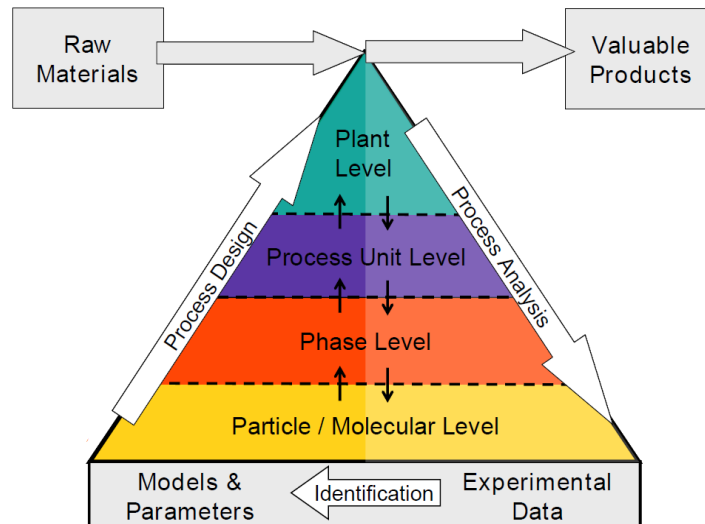 Raw
Materials
Valuable
Products
Plant
Level
Process Design
Process Analysis
Process Unit Level
Phase Level
Particle / Molecular Level
Models &
Parameters
Identification
Experimental
Data